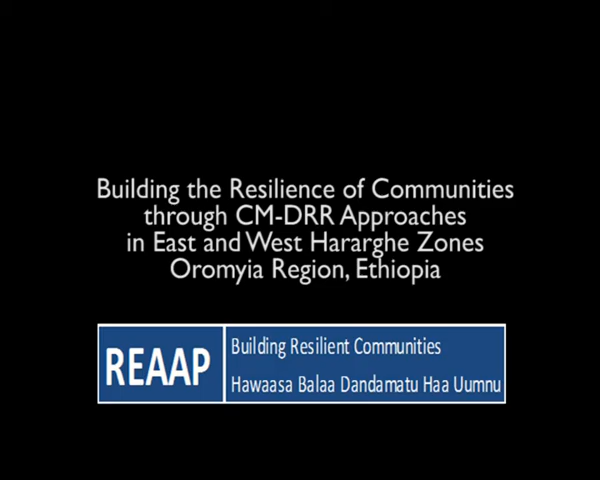 Building the Resilience of Communities
through CM-DRR Approaches
in East and West Hararghe Zones
Oromyia Region, Ethiopia
REAAP
Building Resilient Communities
Hawaasa Balaa Dandamatu Haa Uumnu